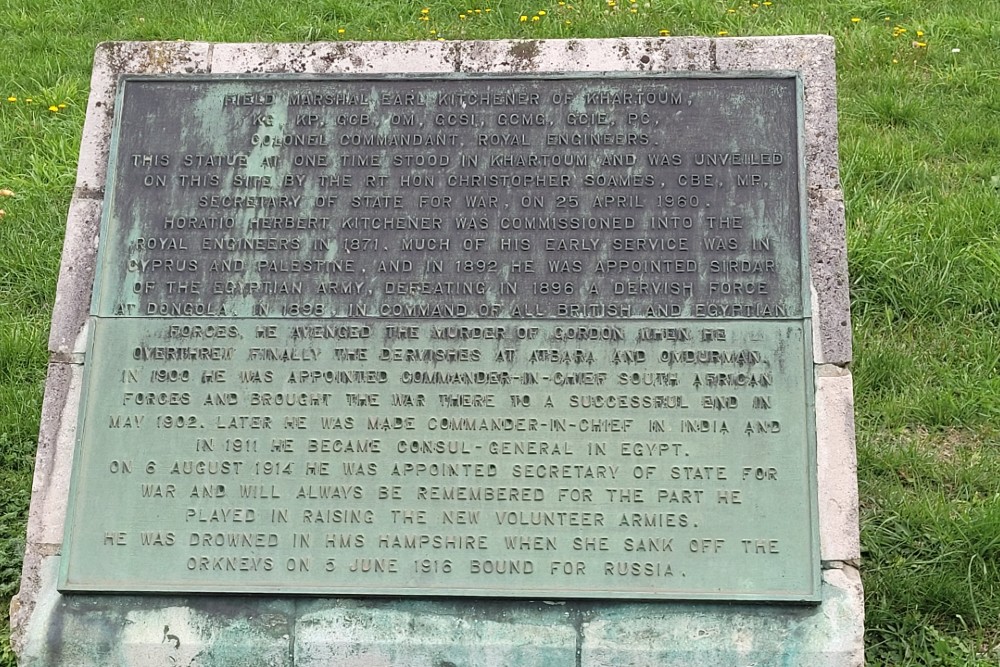 FIELD MARSHAL EARL KITCHENER OF KHARTOUM,
KG, KP, GCB, OM, GCSI, GCMG, GCIE, PC,
COLONEL COMMANDANT, ROYAL ENGINEERS.
THIS STATUE AT ONE TIME STOOD IN KHARTOUM AND WAS UNVEILED
ON THIS SITE BY THE RT HON CHRISTOPHER SOAMES, CBE, MP,
SECRETARY OF STATE FOR WAR, ON 25 APRIL 1960.
HORATIO HERBERT KITCHENER WAS COMMISSIONED INTO THE
ROYAL ENGINEERS IN 1871. MUCH OF HIS EARLY SERVICE WAS IN
CYPRUS AND PALESTINE, AND IN 1892 HE WAS APPOINTED SIRDAR
OF THE EGYPTIAN ARMY, DEFEATING IN 1896 A DERVISH FORCE
AT DONGOLA. IN 1898, IN COMMAND OF ALL BRITISH AND EGYPTIAN
FORCES, HE AVENGED THE MURDER OF GORDON WHEN HE
OVERTHREW FINALLY THE DERVISHES AT ATBARA AND OMDURMAN.
IN 1900 HE WAS APPOINTED COMMANDER-IN-CHIEF SOUTH AFRICAN
FORCES AND BROUGHT THE WAR THERE TO A SUCCESSFUL END IN
MAY 1902. LATER HE WAS MADE COMMANDER-IN-CHIEF IN INDIA AND
IN 1911 HE BECAME CONSUL-GENERAL IN EGYPT.
ON 6 AUGUST 1914 HE WAS APPOINTED SECRETARY OF STATE FOR
WAR AND WILL ALWAYS BE REMEMBERED FOR THE PART HE
PLAYED IN RAISING THE NEW VOLUNTEER ARMIES.
HE WAS DROWNED IN HMS HAMPSHIRE WHEN SHE SANK OFF THE
ORKNEYS ON 5 JUNE 1916 BOUND FOR RUSSIA.